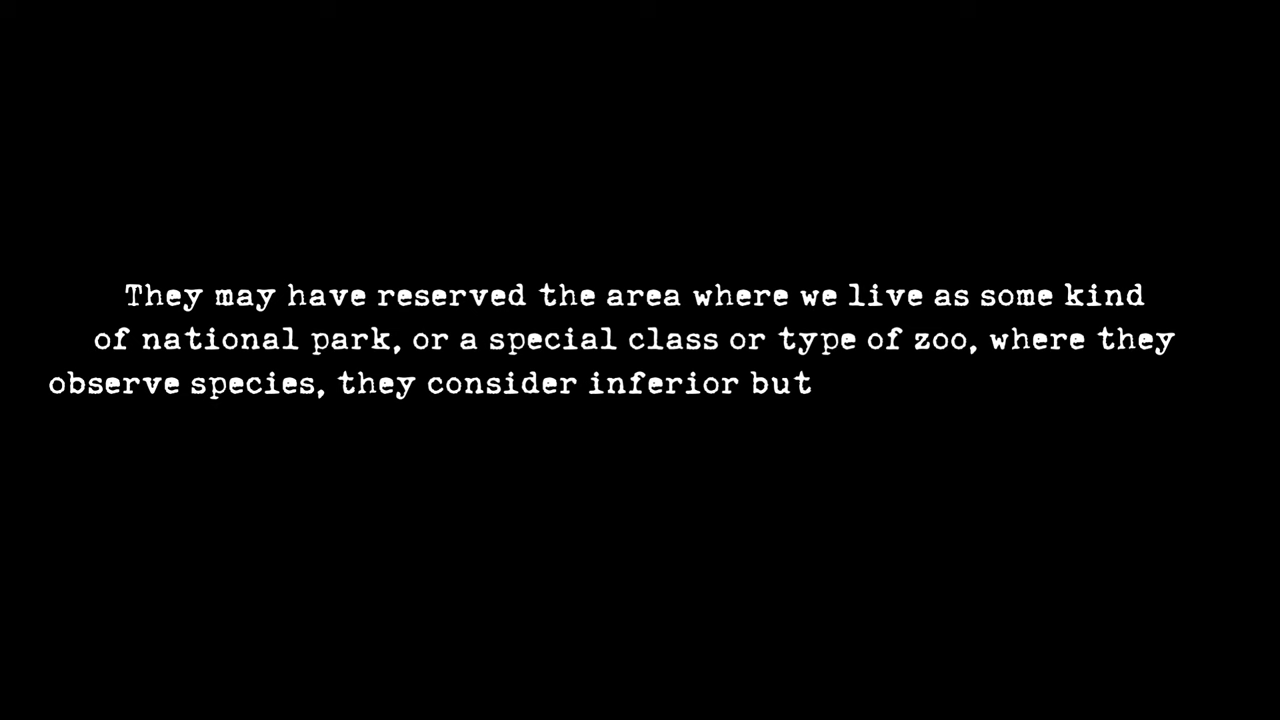 They may have reserved the area where we live as some kind
of national park, or a special class or type of zoo, where they
observe species, they consider inferior but